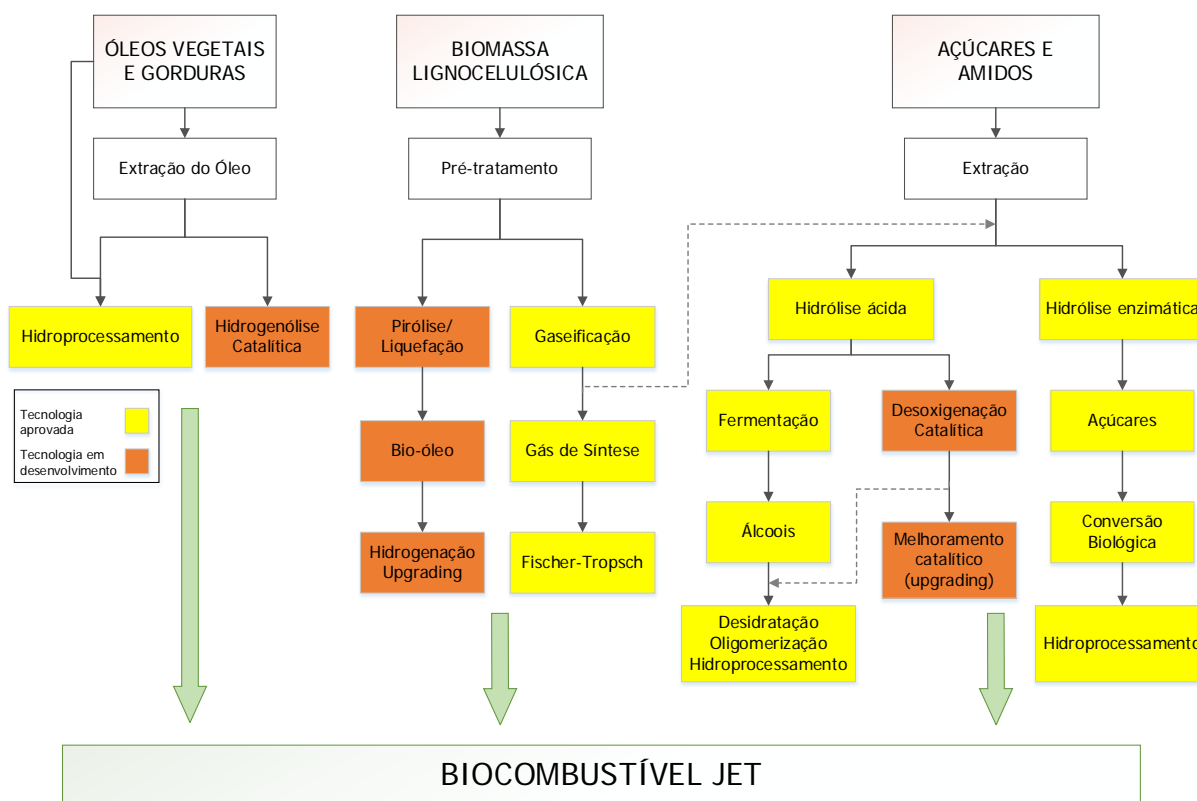 ÓLEOS VEGETAIS
E GORDURAS
BIOMASSA
LIGNOCELULÓSICA
AÇÚCARES E
AMIDOS
Extração do Óleo
Pré-tratamento
Extração
Hidroprocessamento
Hidrogenólise
Catalítica
Pirólise/
Liquefação
Gaseificação
Hidrólise ácida
Hidrólise enzimática
Tecnologia
aprovada
Tecnologia em
desenvolvimento
Bio-óleo
Gás de Síntese
Fermentação
Desoxigenação
Catalítica
Açúcares
Hidrogenação
Upgrading
Fischer-Tropsch
Álcoois
Melhoramento
catalítico
(upgrading)
Conversão
Biológica
Desidratação
Oligomerização
Hidroprocessamento
Hidroprocessamento
BIOCOMBUSTÍVEL JET